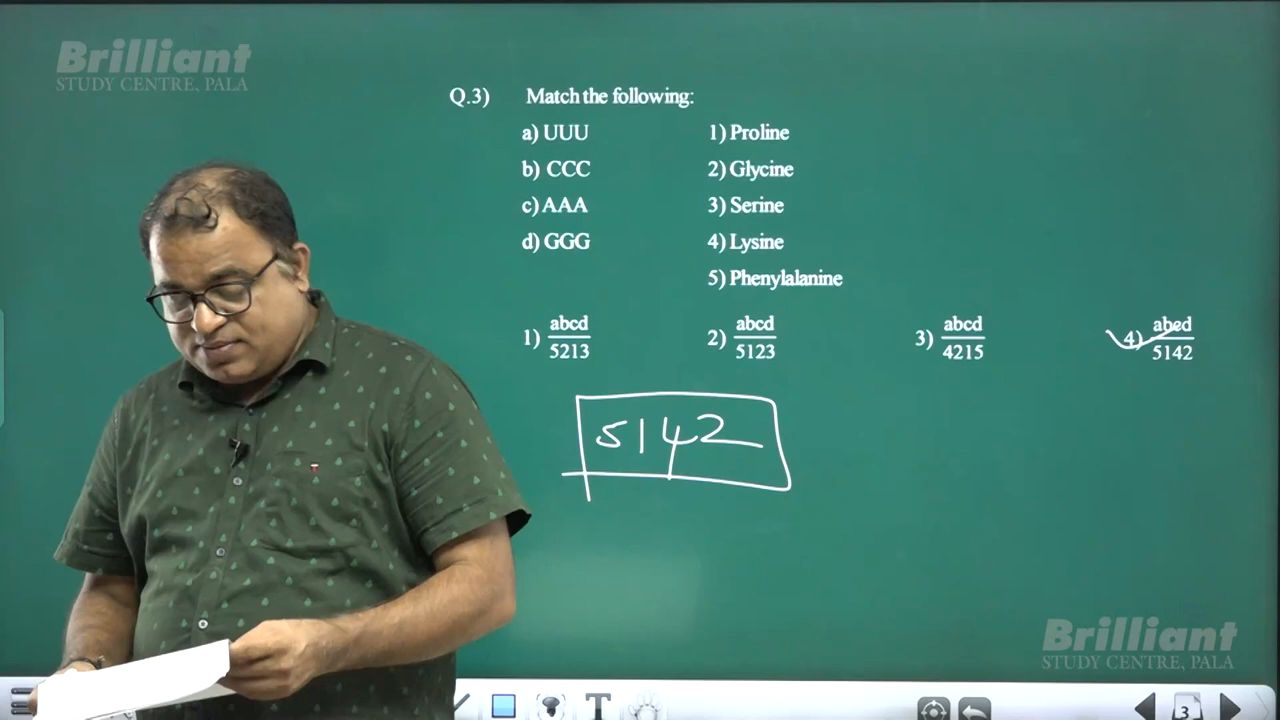 Brilliant
STUDY CENTRE, PALA
Q.3) Match the following:
a) UUU 1) Proline
b) CCC 2) Glycine
c) AAA 3) Serine
d) GGG 4) Lysine
5) Phenylalanine
1) abcd 2) abcd 3) abcd 4) abcd
5213 5123 4215 5142
5142
Brilliant
STUDY CENTRE, PALA
T
3